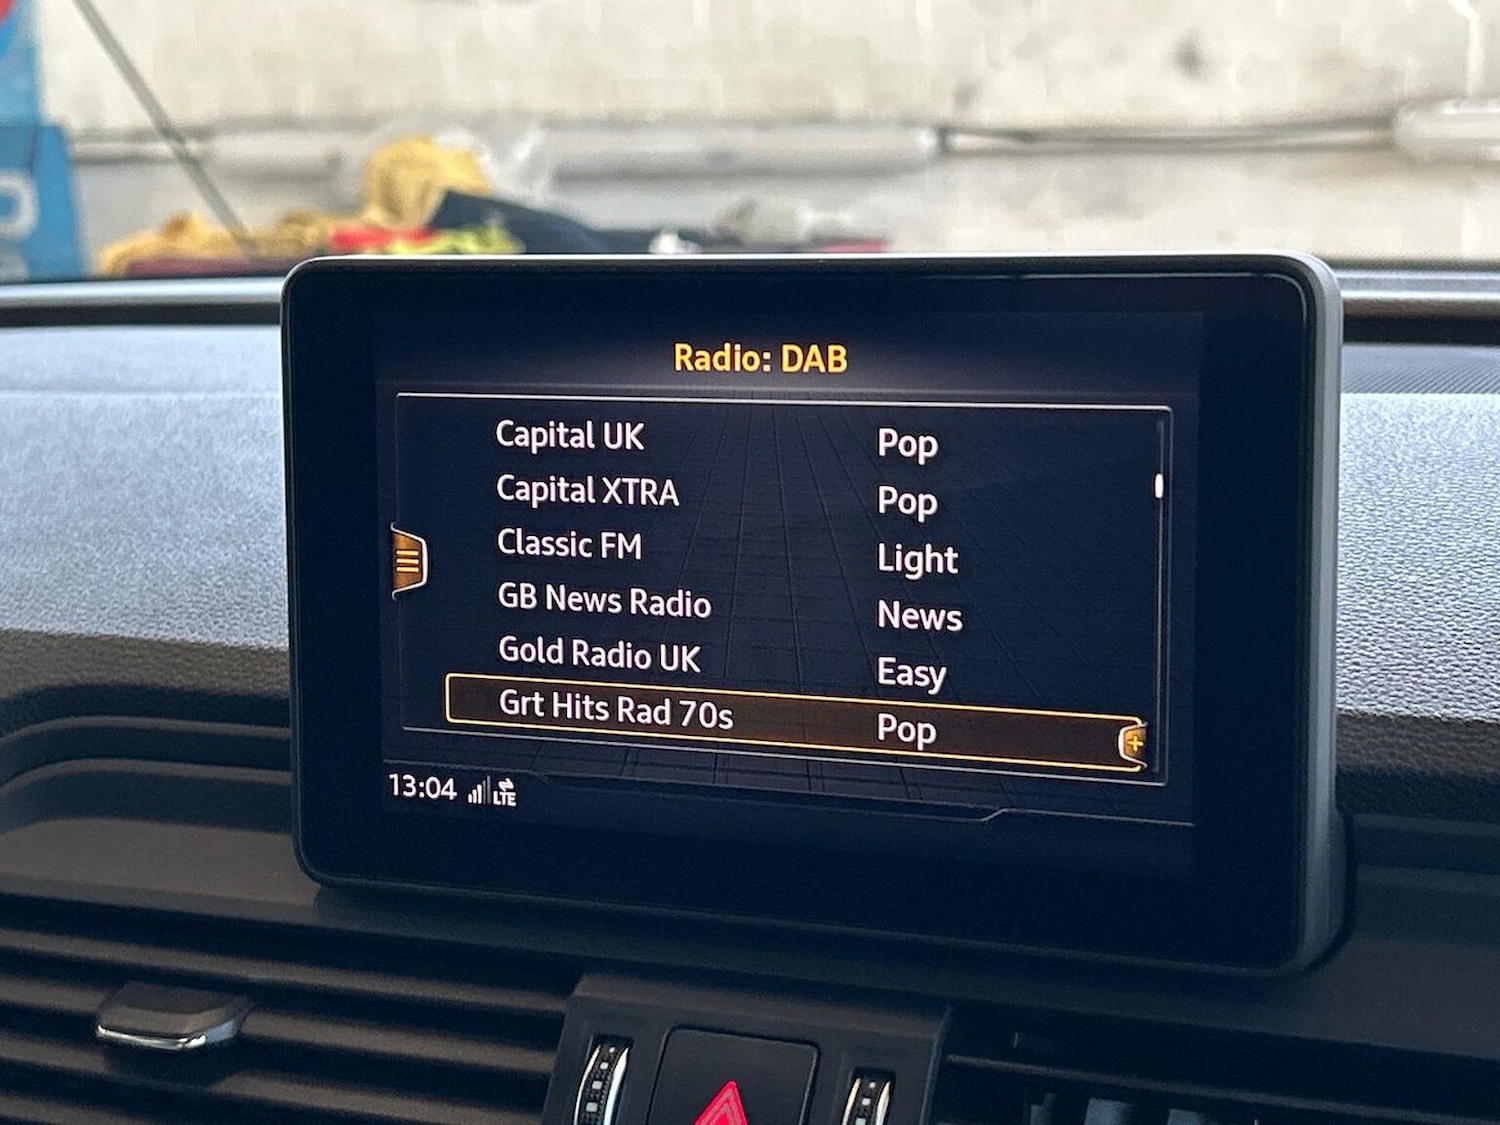 Radio: DAB
Capital UK Pop
Capital XTRA Pop
Classic FM Light
GB News Radio News
Gold Radio UK Easy
Grt Hits Rad 70s Pop
13:04 LTE